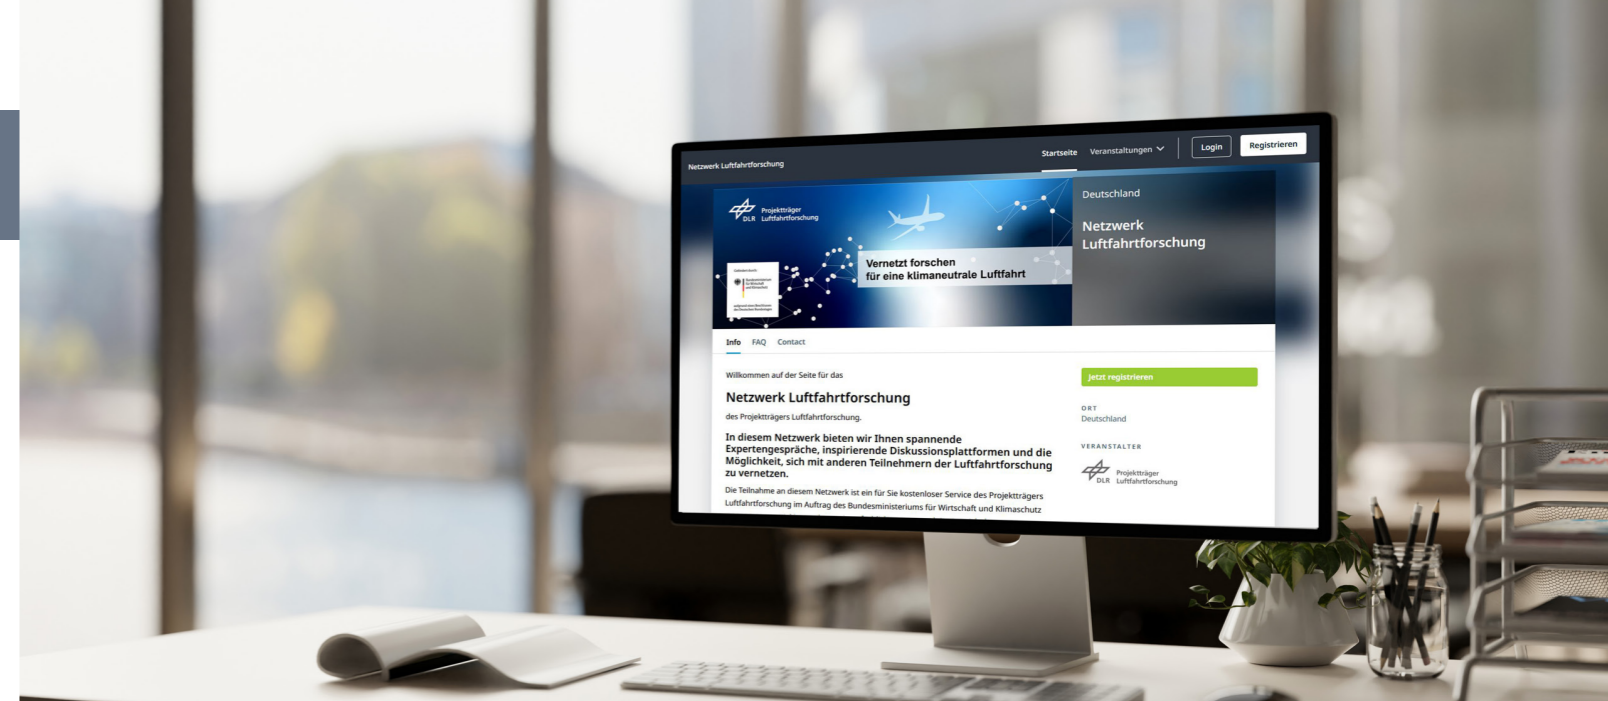 Netzwerk Luftfahrtforschung
Startseite
Veranstaltungen
Login
Registrieren
DLR
Projektträger
Luftfahrtforschung
Vernetzt forschen
für eine klimaneutrale Luftfahrt
Deutschland
Netzwerk
Luftfahrtforschung
Info FAQ Contact
Willkommen auf der Seite für das
Netzwerk Luftfahrtforschung
des Projektträgers Luftfahrtforschung.
In diesem Netzwerk bieten wir Ihnen spannende
Expertengespräche, inspirierende Diskussionsplattformen und die
Möglichkeit, sich mit anderen Teilnehmern der Luftfahrtforschung
zu vernetzen.
Die Teilnahme an diesem Netzwerk ist ein für Sie kostenloser Service des Projektträgers
Luftfahrtforschung im Auftrag des Bundesministeriums für Wirtschaft und Klimaschutz
Jetzt registrieren
ORT
Deutschland
VERANSTALTER
DLR
Projektträger
Luftfahrtforschung